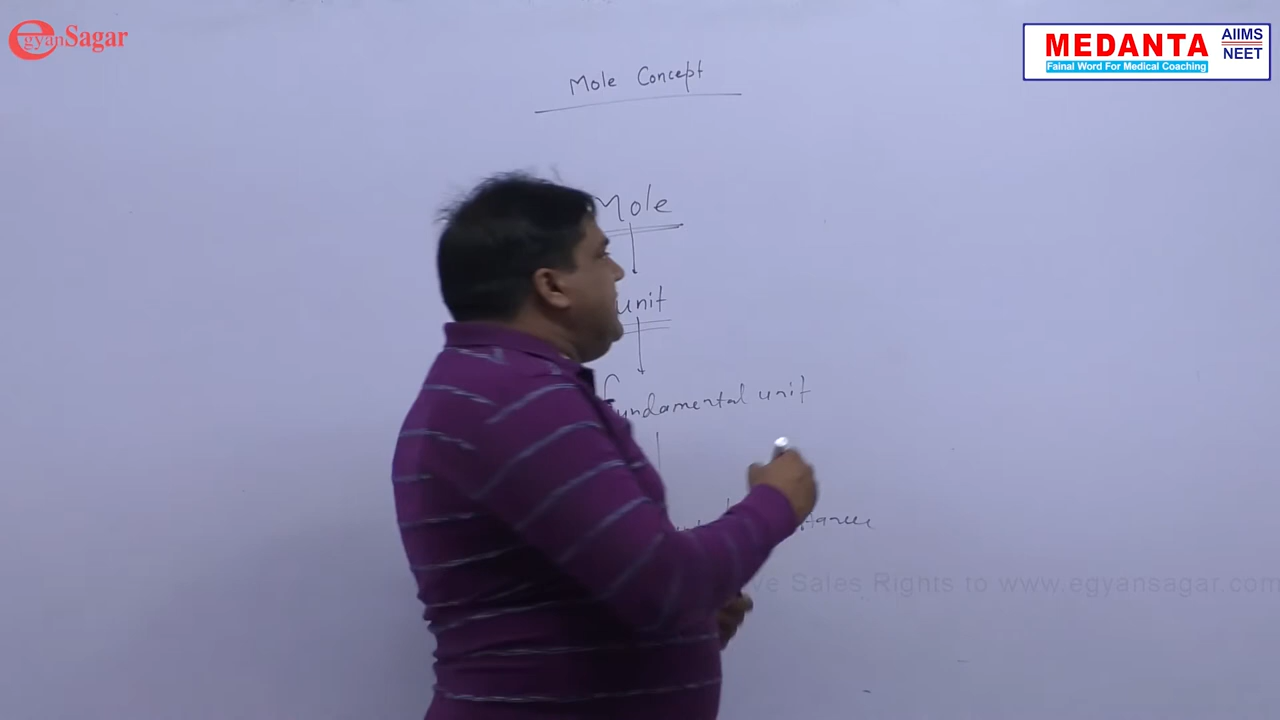 egyanSagar
MEDANTA
AIIMS
NEET
Fainal Word For Medical Coaching
Mole Concept
Mole
unit
fundamental unit
Sales Rights to www.egyansagar.com